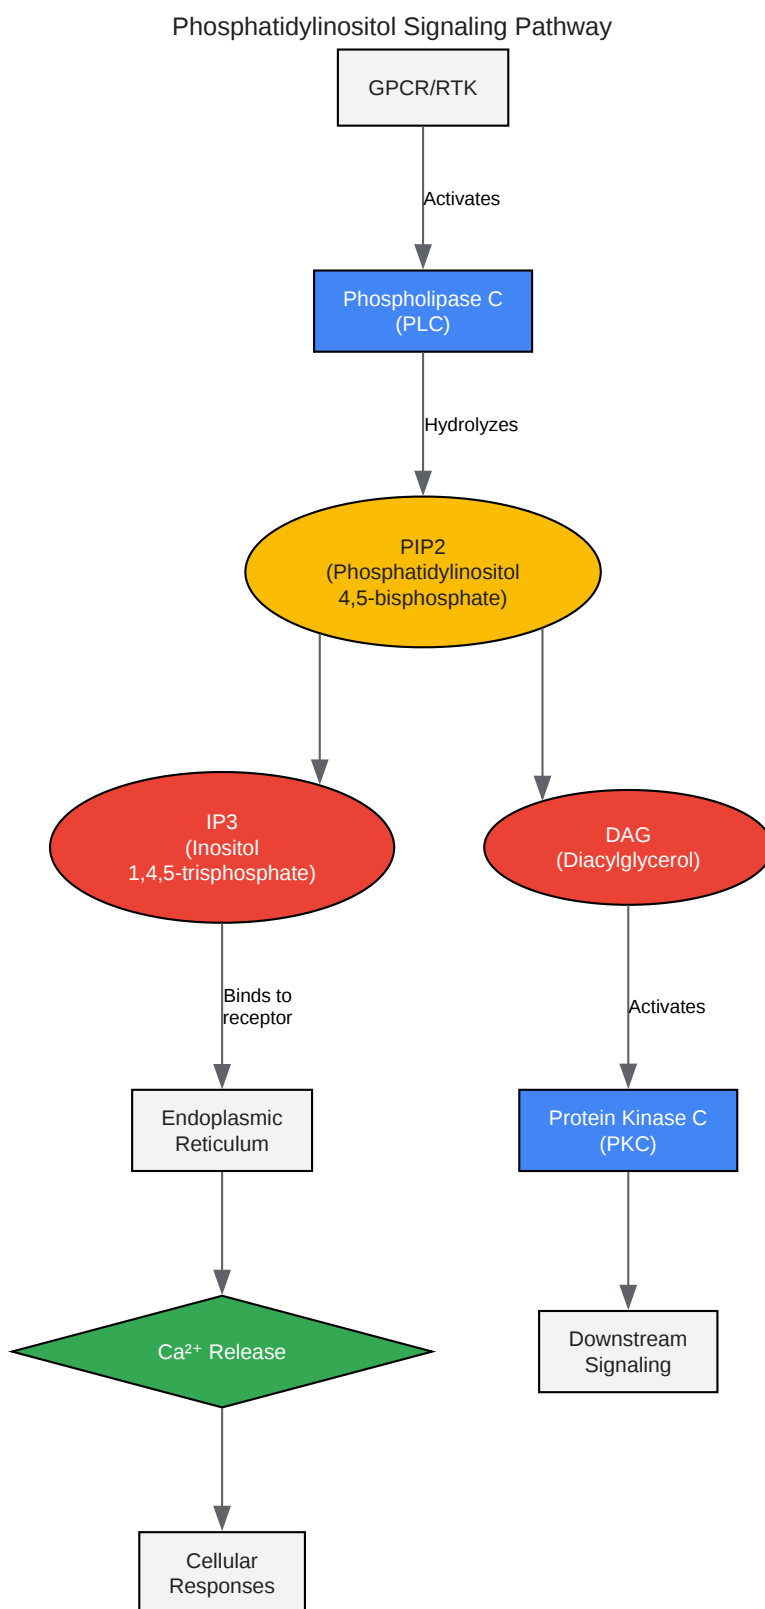 Phosphatidylinositol Signaling Pathway
GPCR/RTK
Activates
Phospholipase C
(PLC)
Hydrolyzes
PIP2
(Phosphatidylinositol
4,5-bisphosphate)
IP3
(Inositol
1,4,5-trisphosphate)
DAG
(Diacylglycerol)
Binds to
receptor
Activates
Endoplasmic
Reticulum
Protein Kinase C
(PKC)
Ca²⁺ Release
Downstream
Signaling
Cellular
Responses